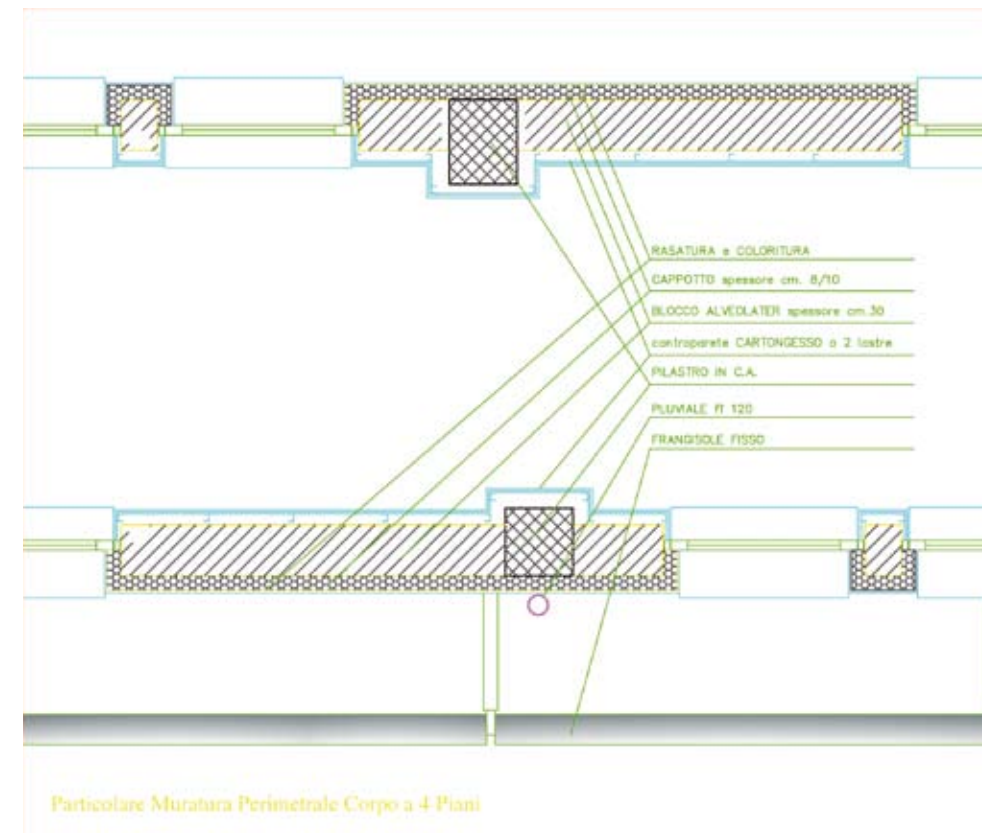 RASATURA e COLORITURA
CAPPOTTO spessore cm. 8/10
BLOCCO ALVEOLATER spessore cm.30
controparete CARTONGESSO a 2 lastre
PILASTRO IN C.A.
PLUVIALE fi 120
FRANGISOLE FISSO
Particolare Muratura Perimetrale Corpo a 4 Piani